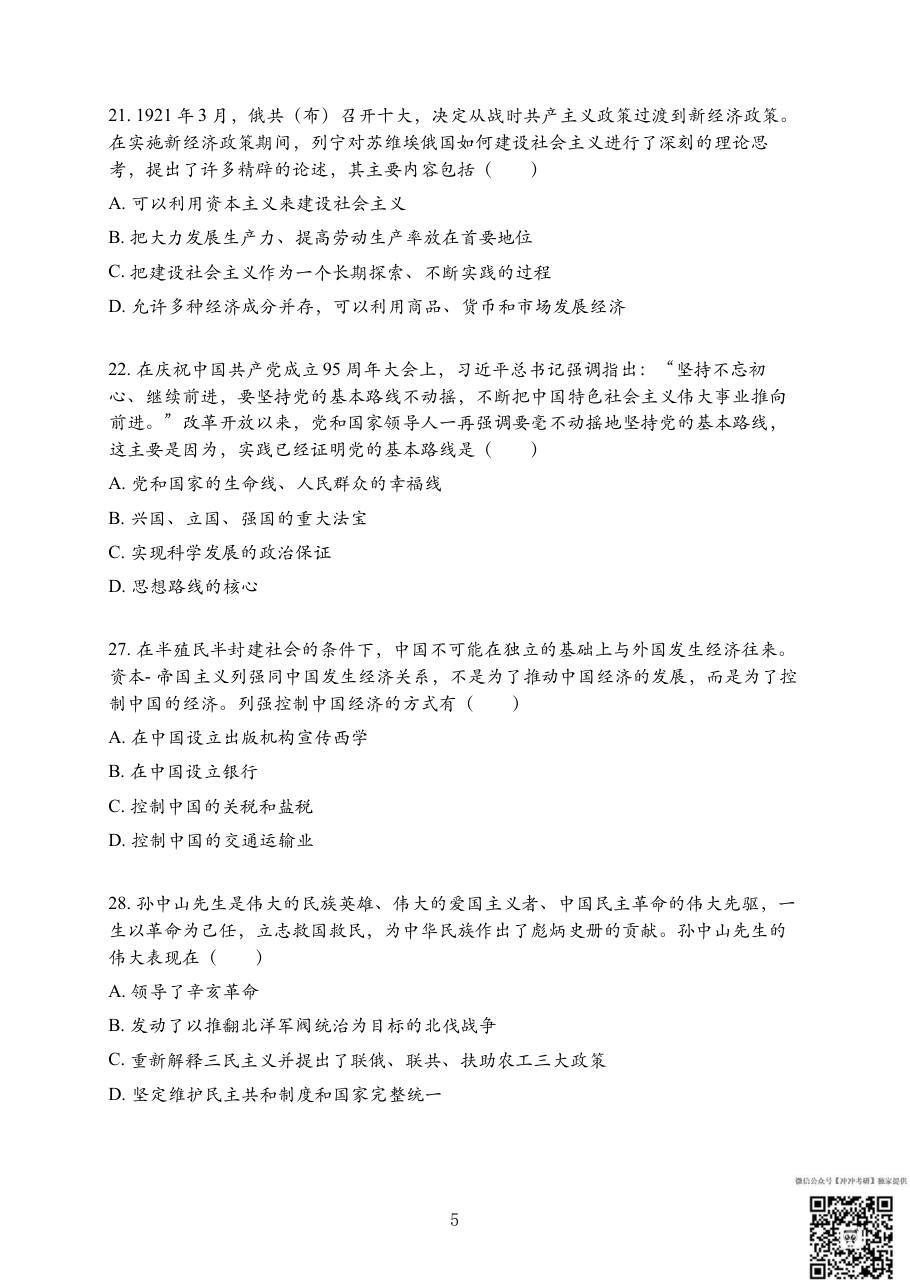 21. 1921 年 3 月，俄共（布）召开十大，决定从战时共产主义政策过渡到新经济政策。
在实施新经济政策期间，列宁对苏维埃俄国如何建设社会主义进行了深刻的理论思
考，提出了许多精辟的论述，其主要内容包括（　　）
A. 可以利用资本主义来建设社会主义
B. 把大力发展生产力、提高劳动生产率放在首要地位
C. 把建设社会主义作为一个长期探索、不断实践的过程
D. 允许多种经济成分并存，可以利用商品、货币和市场发展经济
22. 在庆祝中国共产党成立 95 周年大会上，习近平总书记强调指出：“坚持不忘初
心、继续前进，要坚持党的基本路线不动摇，不断把中国特色社会主义伟大事业推向
前进。”改革开放以来，党和国家领导人一再强调要毫不动摇地坚持党的基本路线，
这主要是因为，实践已经证明党的基本路线是（　　）
A. 党和国家的生命线、人民群众的幸福线
B. 兴国、立国、强国的重大法宝
C. 实现科学发展的政治保证
D. 思想路线的核心
27. 在半殖民半封建社会的条件下，中国不可能在独立的基础上与外国发生经济往来。
资本- 帝国主义列强同中国发生经济关系，不是为了推动中国经济的发展，而是为了控
制中国的经济。列强控制中国经济的方式有（　　）
A. 在中国设立出版机构宣传西学
B. 在中国设立银行
C. 控制中国的关税和盐税
D. 控制中国的交通运输业
28. 孙中山先生是伟大的民族英雄、伟大的爱国主义者、中国民主革命的伟大先驱，一
生以革命为己任，立志救国救民，为中华民族作出了彪炳史册的贡献。孙中山先生的
伟大表现在（　　）
A. 领导了辛亥革命
B. 发动了以推翻北洋军阀统治为目标的北伐战争
C. 重新解释三民主义并提出了联俄、联共、扶助农工三大政策
D. 坚定维护民主共和制度和国家完整统一
微信公众号【冲冲考研】独家提供
5